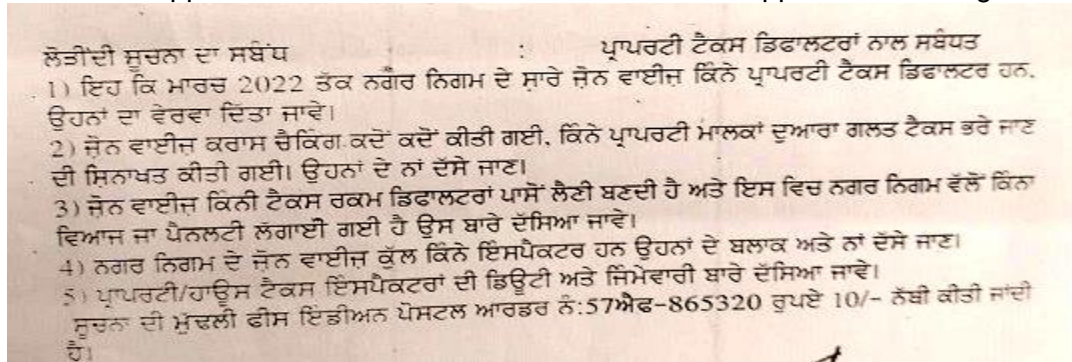 ਲੋੜੀਂਦੀ ਸੂਚਨਾ ਦਾ ਸਬੰਧ : ਪ੍ਰਾਪਰਟੀ ਟੈਕਸ ਡਿਫਾਲਟਰਾਂ ਨਾਲ ਸਬੰਧਤ
1) ਇਹ ਕਿ ਮਾਰਚ 2022 ਤੱਕ ਨਗਰ ਨਿਗਮ ਦੇ ਸਾਰੇ ਜ਼ੋਨ ਵਾਈਜ਼ ਕਿੰਨੇ ਪ੍ਰਾਪਰਟੀ ਟੈਕਸ ਡਿਫਾਲਟਰ ਹਨ,
ਉਹਨਾਂ ਦਾ ਵੇਰਵਾ ਦਿੱਤਾ ਜਾਵੇ।
2) ਜ਼ੋਨ ਵਾਈਜ਼ ਕਰਾਸ ਚੈਕਿੰਗ ਕਦੋਂ ਕਦੋਂ ਕੀਤੀ ਗਈ, ਕਿੰਨੇ ਪ੍ਰਾਪਰਟੀ ਮਾਲਕਾਂ ਦੁਆਰਾ ਗਲਤ ਟੈਕਸ ਭਰੇ ਜਾਣ
ਦੀ ਸ਼ਿਨਾਖਤ ਕੀਤੀ ਗਈ। ਉਹਨਾਂ ਦੇ ਨਾਂ ਦੱਸੇ ਜਾਣ।
3) ਜ਼ੋਨ ਵਾਈਜ਼ ਕਿੰਨੀ ਟੈਕਸ ਰਕਮ ਡਿਫਾਲਟਰਾਂ ਪਾਸੋਂ ਲੈਣੀ ਬਣਦੀ ਹੈ ਅਤੇ ਇਸ ਵਿਚ ਨਗਰ ਨਿਗਮ ਵੱਲੋਂ ਕਿੰਨਾ
ਵਿਆਜ ਜਾ ਪੈਨਲਟੀ ਲੱਗਾਈ ਗਈ ਹੈ ਉਸ ਬਾਰੇ ਦੱਸਿਆ ਜਾਵੇ।
4) ਨਗਰ ਨਿਗਮ ਦੇ ਜ਼ੋਨ ਵਾਈਜ਼ ਕੁੱਲ ਕਿੰਨੇ ਇੰਸਪੈਕਟਰ ਹਨ ਉਹਨਾਂ ਦੇ ਬਲਾਕ ਅਤੇ ਨਾਂ ਦੱਸੇ ਜਾਣ।
5) ਪ੍ਰਾਪਰਟੀ/ਹਾਊਸ ਟੈਕਸ ਇੰਸਪੈਕਟਰਾਂ ਦੀ ਡਿਊਟੀ ਅਤੇ ਜਿੰਮੇਵਾਰੀ ਬਾਰੇ ਦੱਸਿਆ ਜਾਵੇ।
ਸੂਚਨਾ ਦੀ ਮੁੱਢਲੀ ਫੀਸ ਇੰਡੀਅਨ ਪੋਸਟਲ ਆਰਡਰ ਨੰ:57ਐਫ-865320 ਰੁਪਏ 10/- ਨੱਥੀ ਕੀਤੀ ਜਾਂਦੀ
ਹੈ।